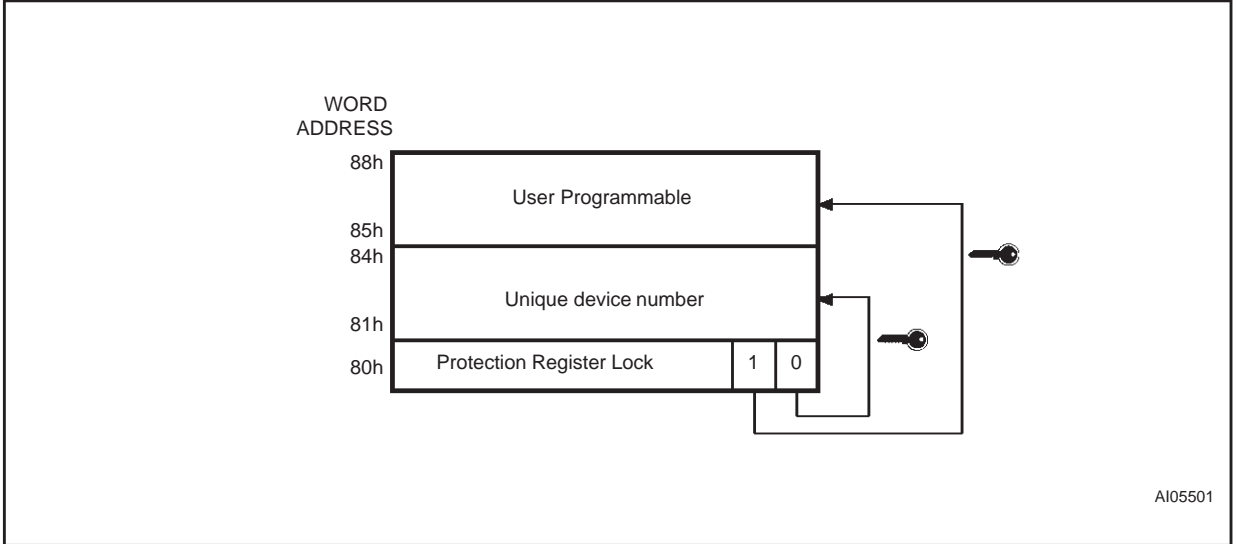 WORD
ADDRESS
88h
User Programmable
85h
84h
Unique device number
81h
80h
Protection Register Lock
1
0
AI05501